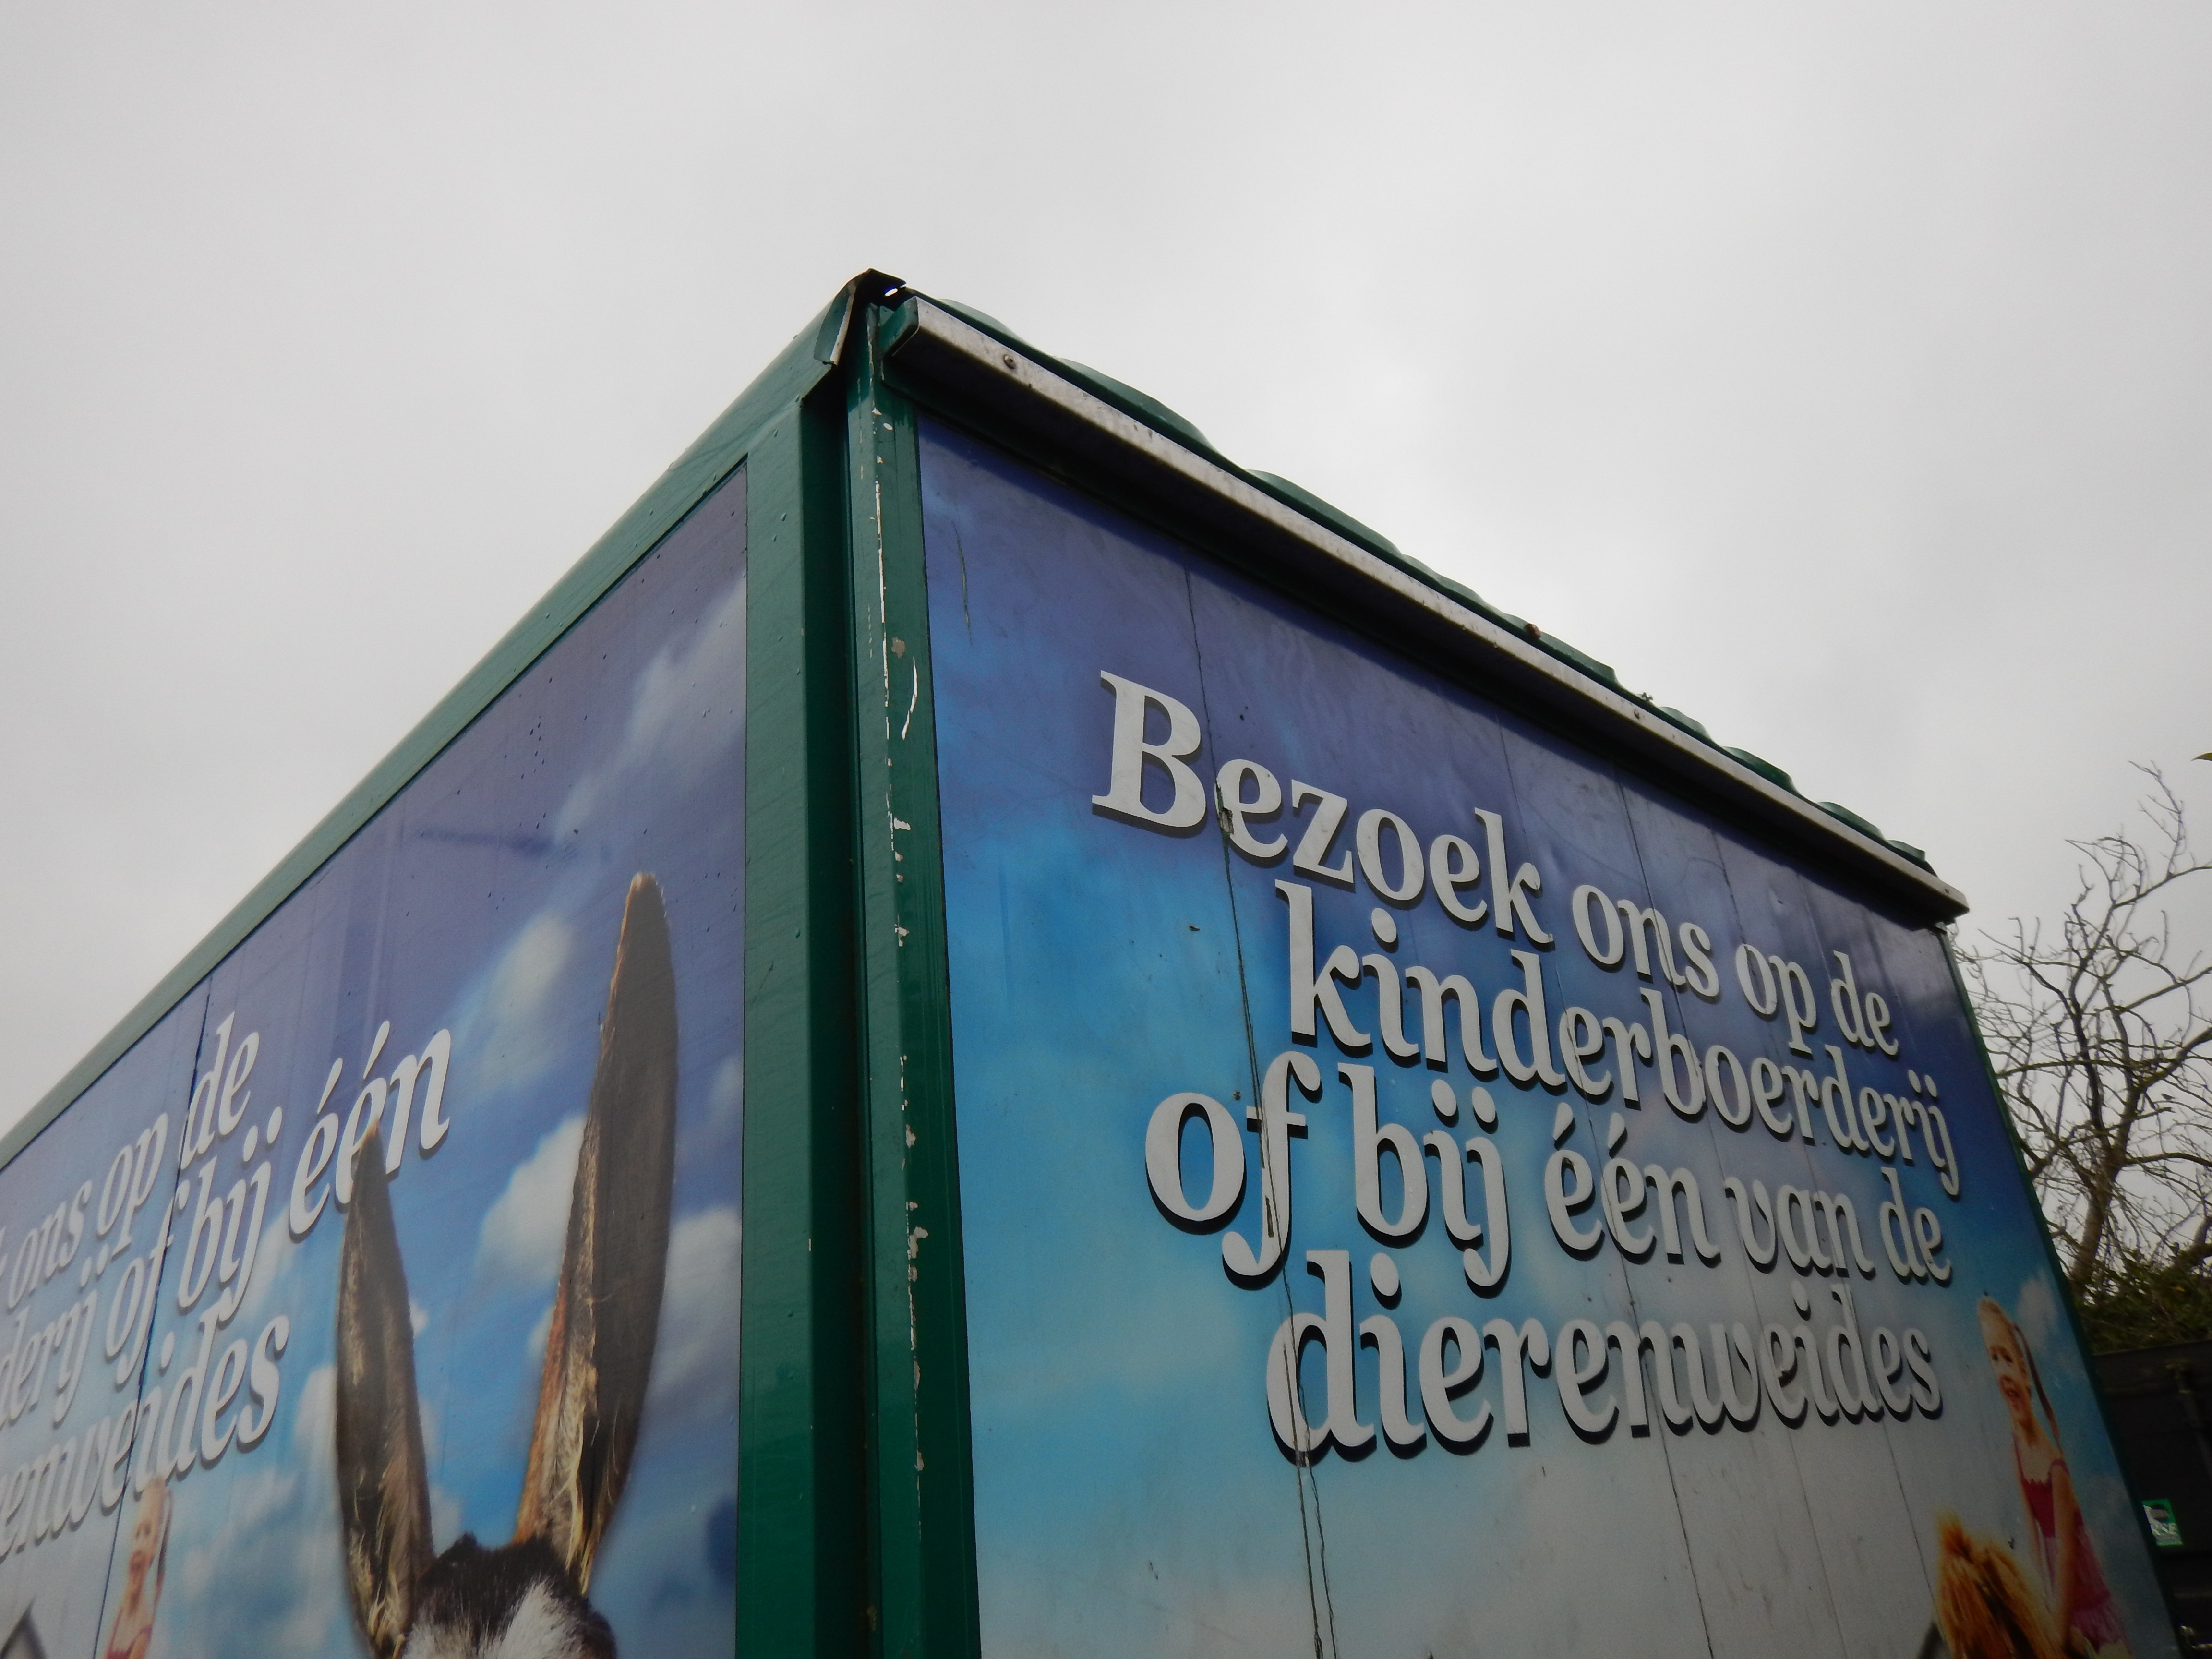 ons op de
derij of bij één
enweides
Bezoek ons op de
kinderboerderij
of bij één van de
dierenweides